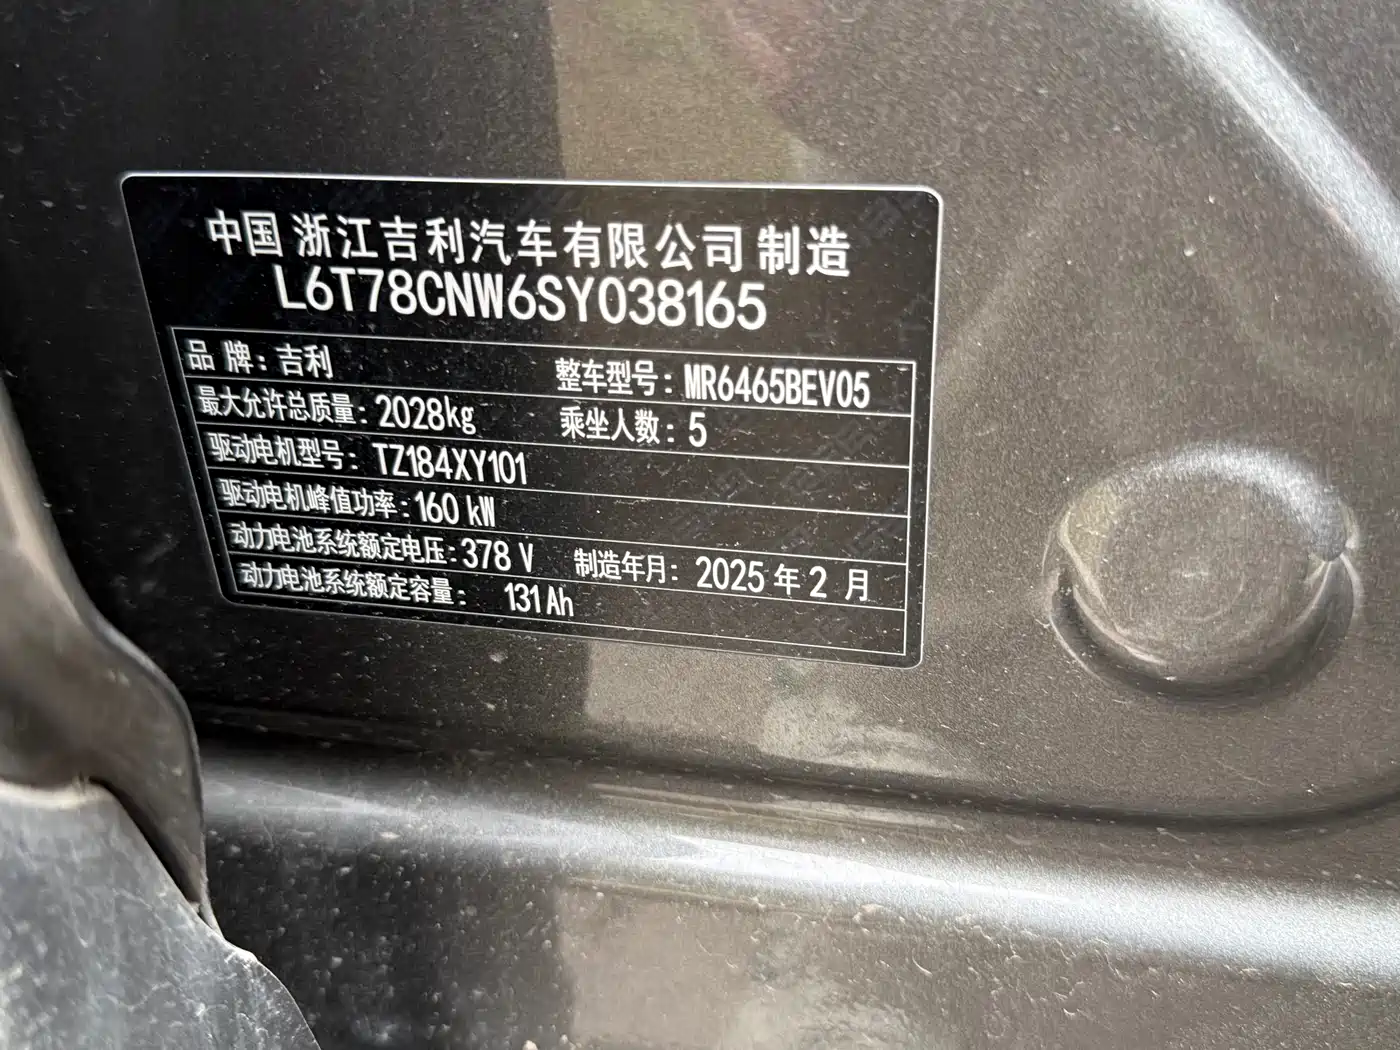 中国 浙江吉利汽车有限公司 制造
L6T78CNW6SY038165
品 牌：吉利 整车型号：MR6465BEV05
最大允许总质量：2028kg 乘坐人数：5
驱动电机型号：TZ184XY101
驱动电机峰值功率：160 kW
动力电池系统额定电压：378 V 制造年月：2025 年 2 月
动力电池系统额定容量： 131Ah